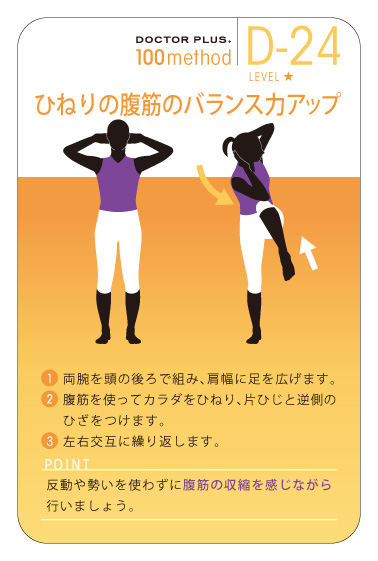 DOCTOR PLUS.
100method
D-24
LEVEL ★
ひねりの腹筋のバランス力アップ
1 両腕を頭の後ろで組み、肩幅に足を広げます。
2 腹筋を使ってカラダをひねり、片ひじと逆側の
ひざをつけます。
3 左右交互に繰り返します。
POINT
反動や勢いを使わずに腹筋の収縮を感じながら
行いましょう。